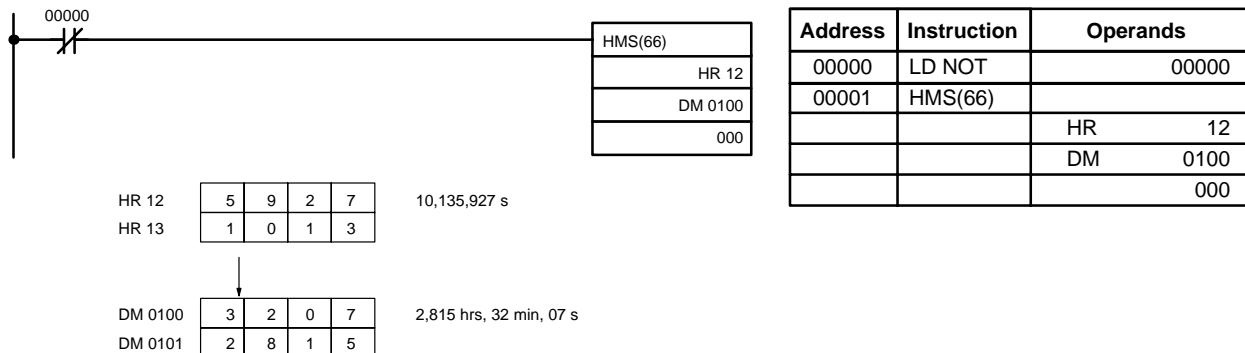 00000
HMS(66)
HR 12
DM 0100
000
Address Instruction Operands
00000 LD NOT 00000
00001 HMS(66)
HR 12
DM 0100
000
HR 12 5 9 2 7 10,135,927 s
HR 13 1 0 1 3
DM 0100 3 2 0 7 2,815 hrs, 32 min, 07 s
DM 0101 2 8 1 5